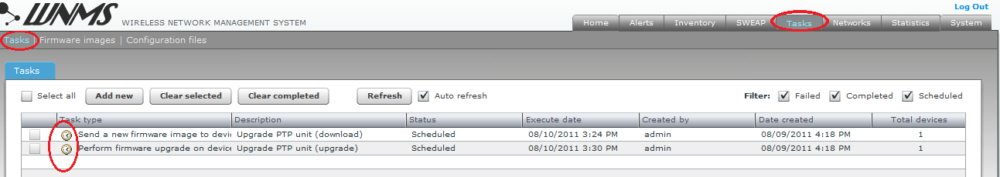 Log Out
WNMS WIRELESS NETWORK MANAGEMENT SYSTEM
Home Alerts Inventory SWEAP Tasks Networks Statistics System
Tasks | Firmware images | Configuration files
Tasks
Select all Add new Clear selected Clear completed Refresh Auto refresh Filter: Failed Completed Scheduled
Task type Description Status Execute date Created by Date created Total devices
Send a new firmware image to devi Upgrade PTP unit (download) Scheduled 08/10/2011 3:24 PM admin 08/09/2011 4:18 PM 1
Perform firmware upgrade on device Upgrade PTP unit (upgrade) Scheduled 08/10/2011 3:30 PM admin 08/09/2011 4:18 PM 1